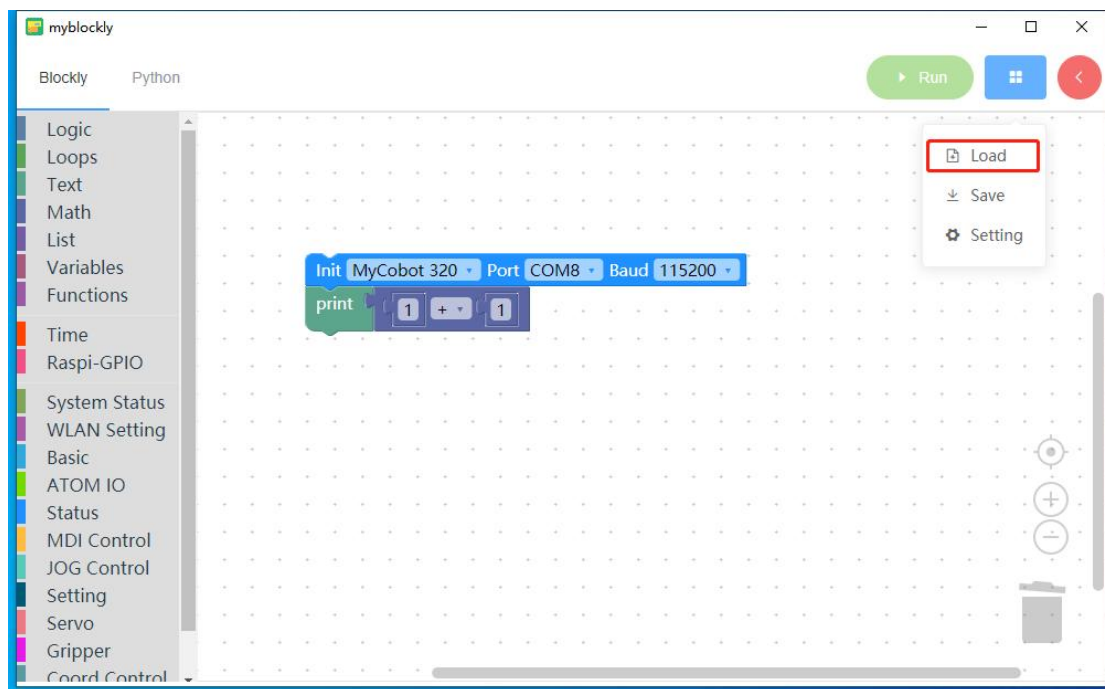 myblockly
Blockly Python
Run
Load
Save
Setting
Logic
Loops
Text
Math
List
Variables
Functions
Time
Raspi-GPIO
System Status
WLAN Setting
Basic
ATOM IO
Status
MDI Control
JOG Control
Setting
Servo
Gripper
Coord Control
Init MyCobot 320 Port COM8 Baud 115200
print 1 + 1